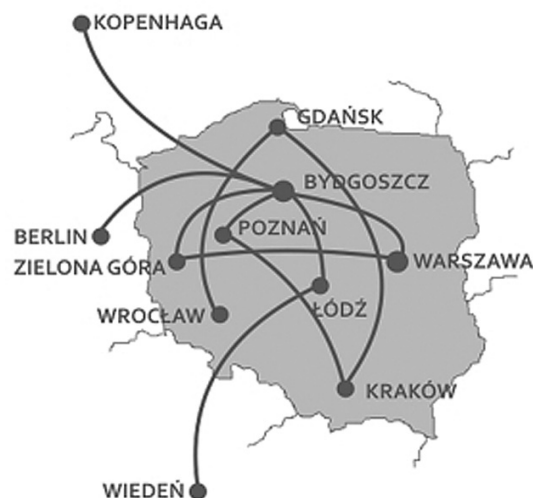 KOPENHAGA
GDAŃSK
BYDGOSZCZ
POZNAŃ
BERLIN
ZIELONA GÓRA
WARSZAWA
WROCŁAW
ŁÓDŹ
KRAKÓW
WIEDEŃ